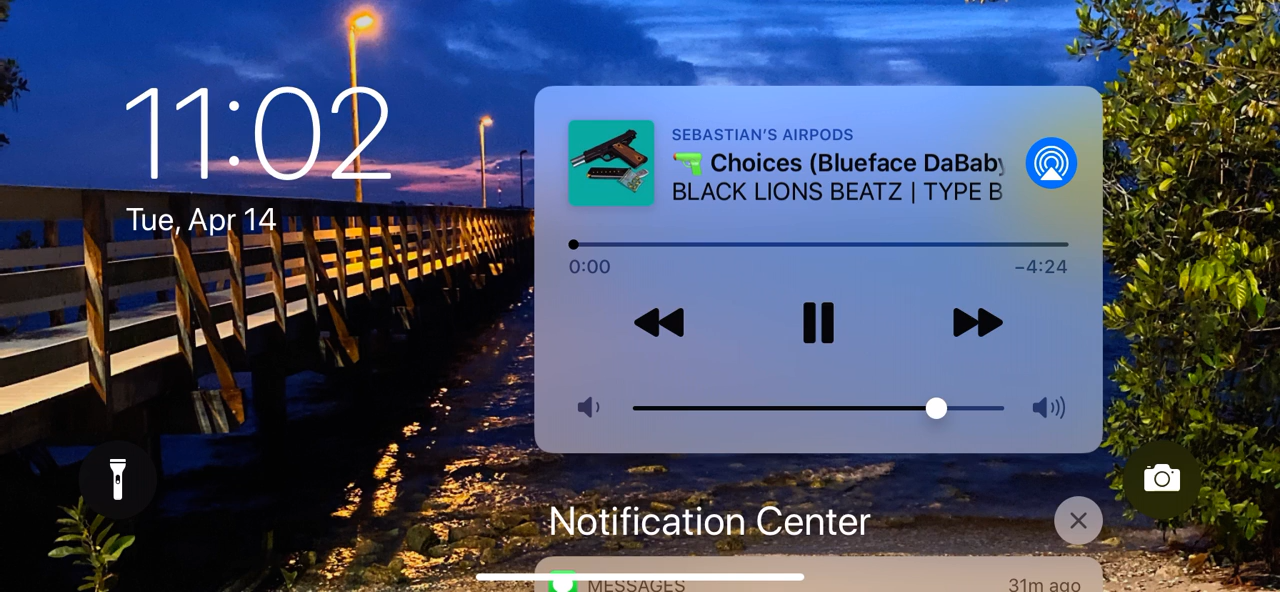 11:02
Tue, Apr 14
SEBASTIAN'S AIRPODS
🔫 Choices (Blueface DaBaby
BLACK LIONS BEATZ | TYPE B
0:00
−4:24
Notification Center
MESSAGES
31m ago